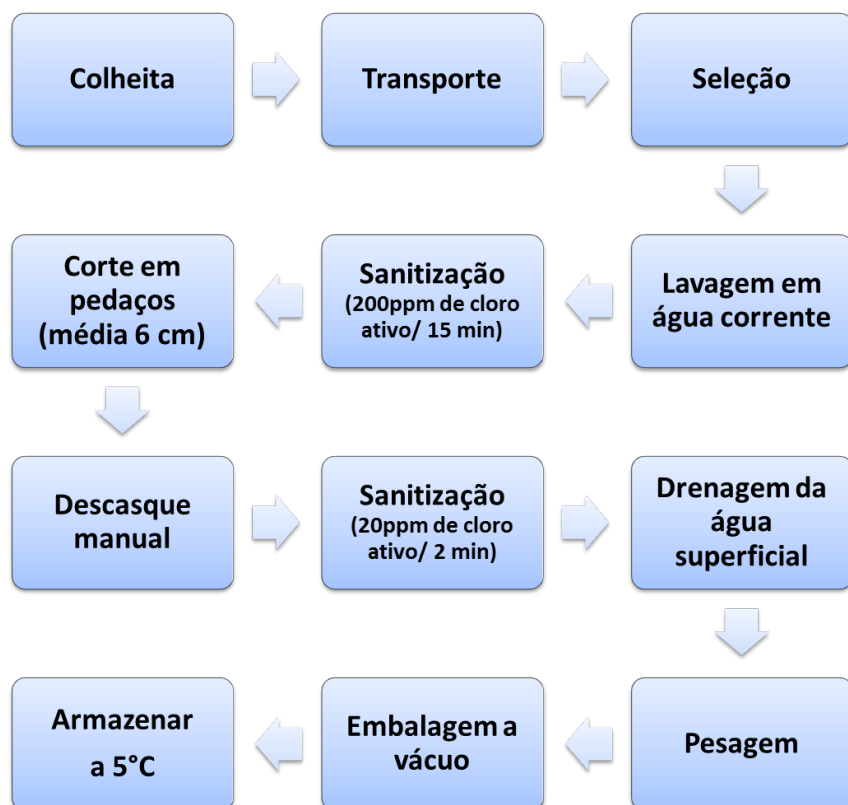 Colheita
Transporte
Seleção
Lavagem em
água corrente
Sanitização
(200ppm de cloro
ativo/ 15 min)
Corte em
pedaços
(média 6 cm)
Descasque
manual
Sanitização
(20ppm de cloro
ativo/ 2 min)
Drenagem da
água
superficial
Pesagem
Embalagem a
vácuo
Armazenar
a 5°C